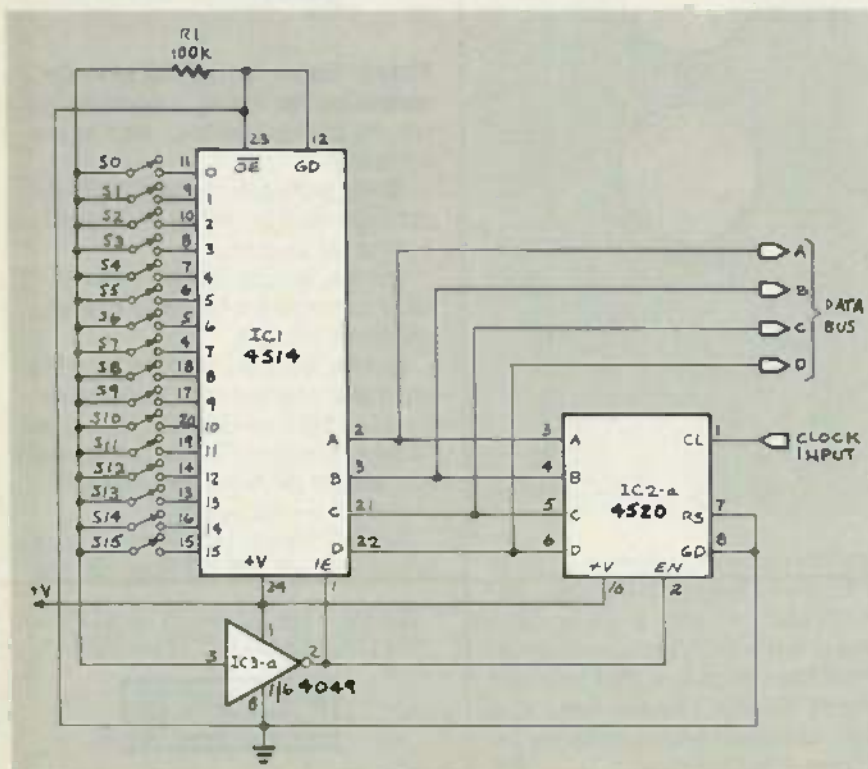 R1
100K
23 12
OE GD
S0 11 0
S1 9 1
S2 10 2
S3 8 3
S4 7 4
S5 6 5
S6 5 6
S7 4 7
S8 18 8
S9 17 9
S10 20 10
S11 19 11
S12 14 12
S13 13 13
S14 16 14
S15 15 15
IC1
4514
A 2
B 3
C 21
D 22
+V IE
24 1
A
B
C
D
DATA
BUS
3 A
4 B
5 C
6 D
IC2-a
4520
CL 1
RS 7
GD 8
+V EN
16 2
CLOCK
INPUT
+V
1
3 IC3-a 2
1/6 4049
8